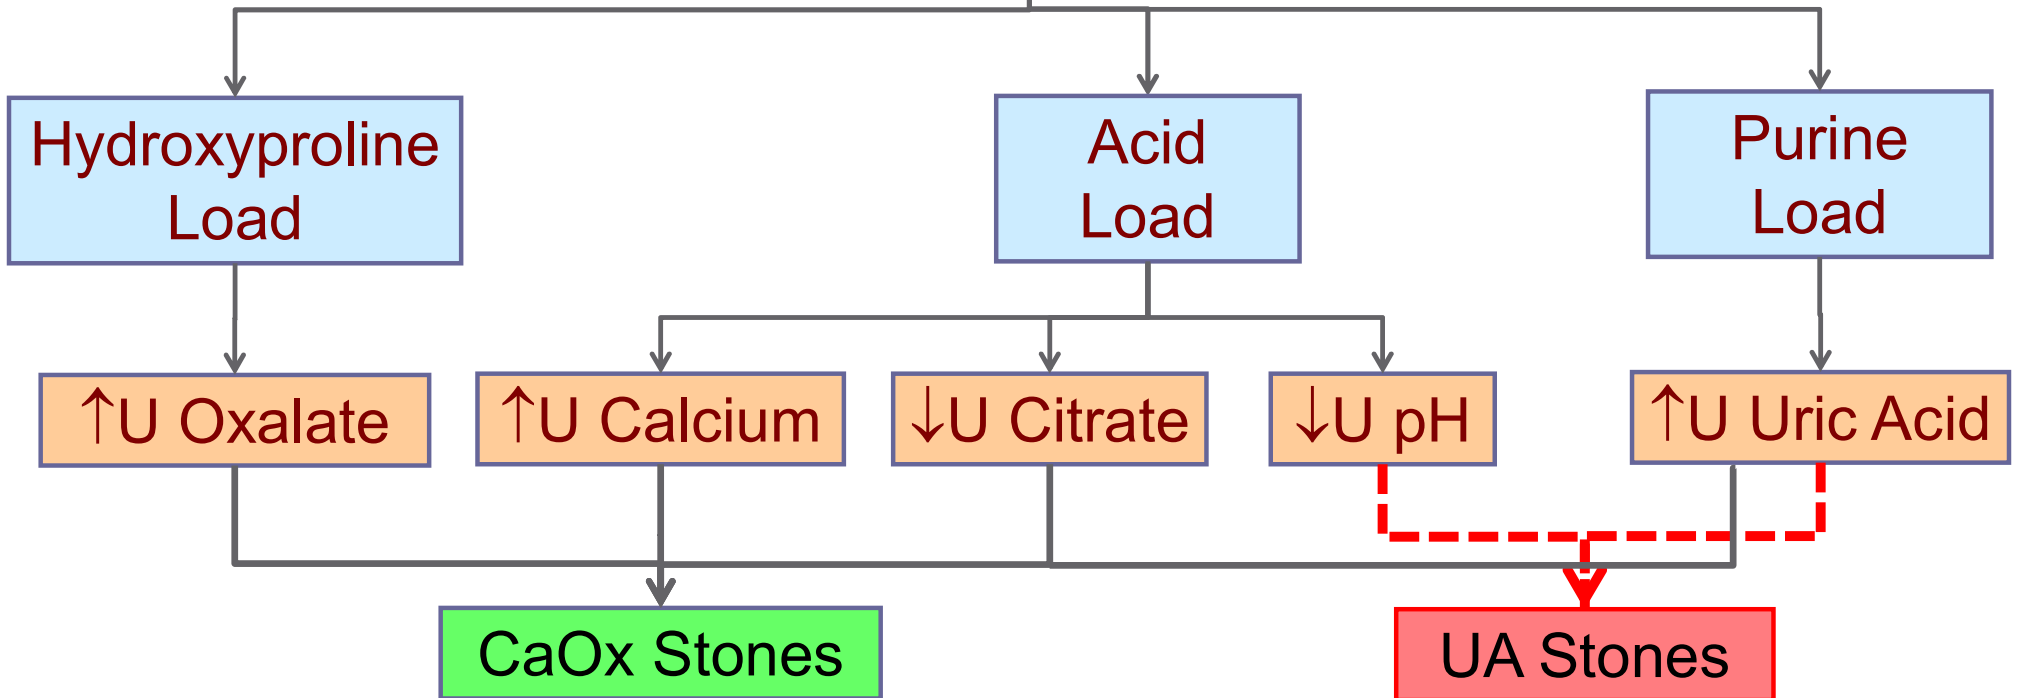 Hydroxyproline
Load
Acid
Load
Purine
Load
↑U Oxalate
↑U Calcium
↓U Citrate
↓U pH
↑U Uric Acid
CaOx Stones
UA Stones